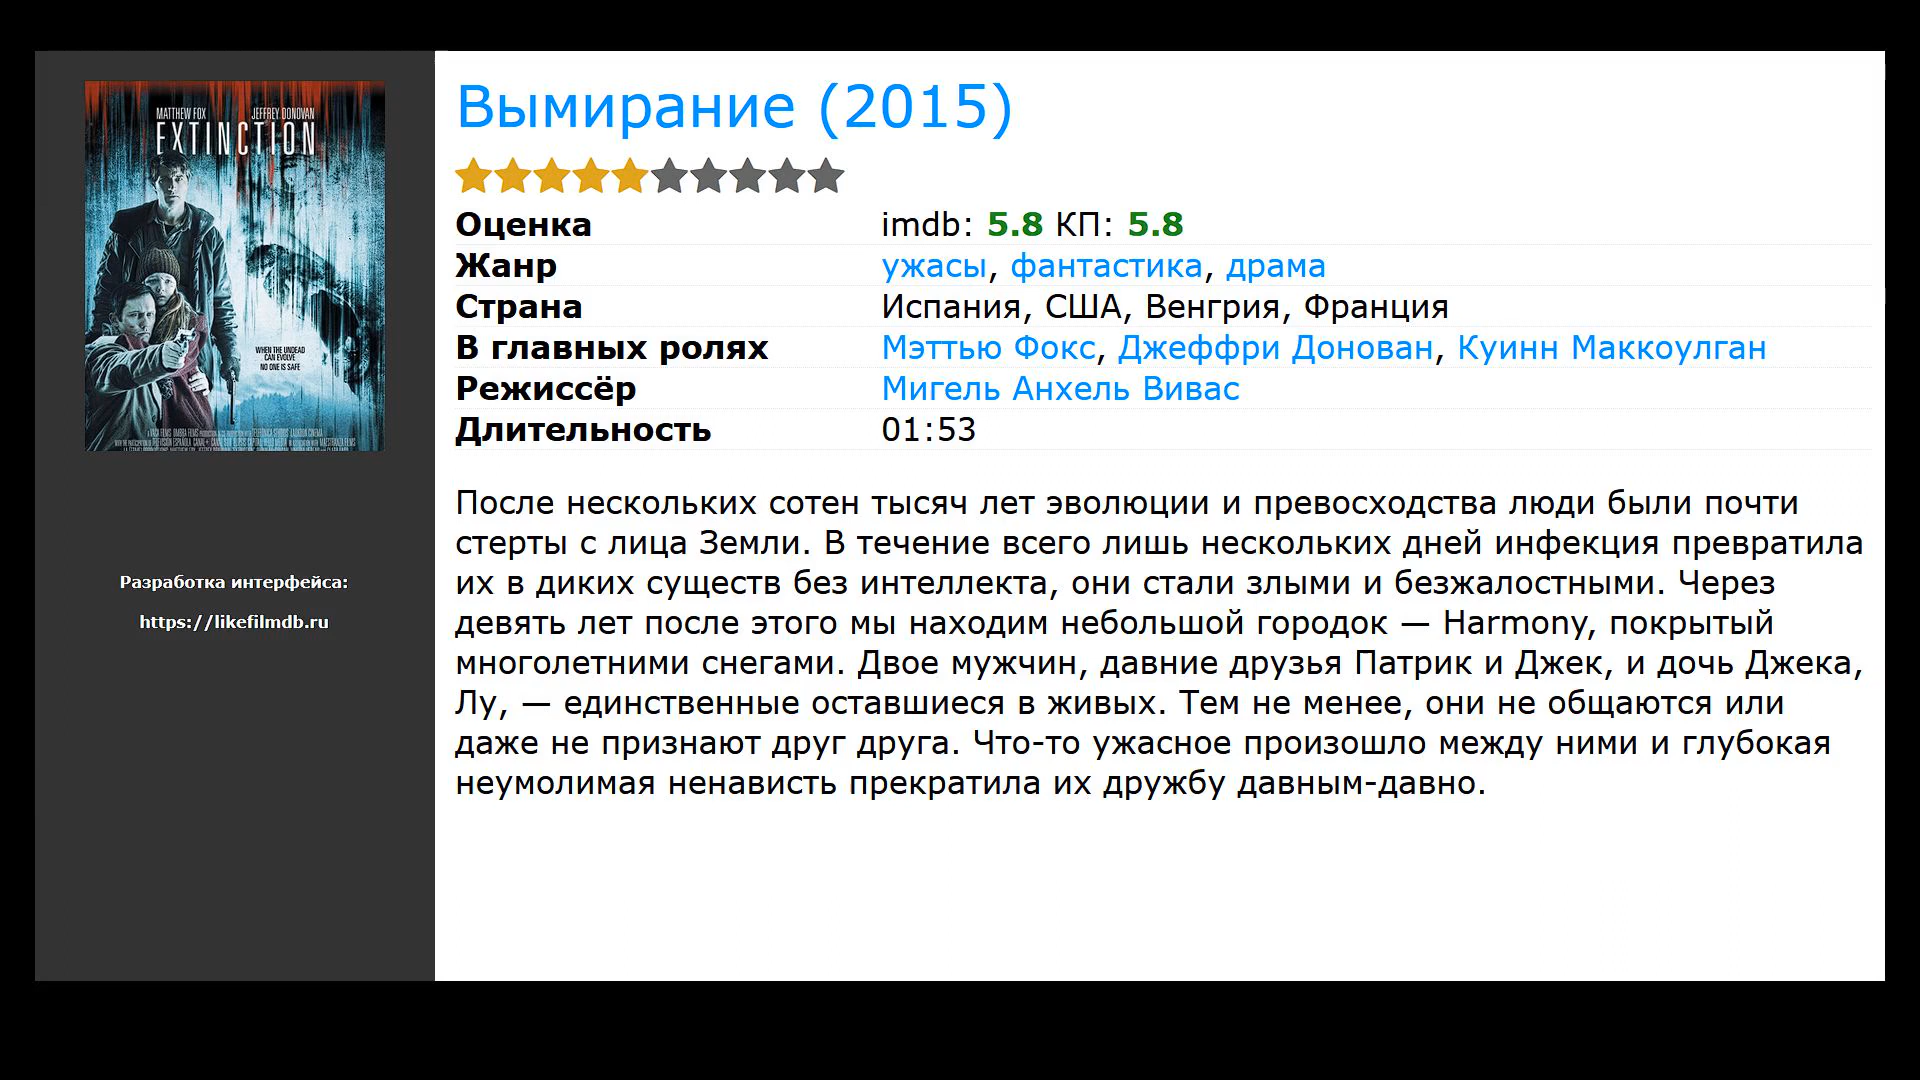 MATTHEW FOX JEFFREY DONOVAN
EXTINCTION
WHEN THE UNDEAD
CAN EVOLVE
NO ONE IS SAFE
Разработка интерфейса:
https://likefilmdb.ru
Вымирание (2015)
Оценка imdb: 5.8 КП: 5.8
Жанр ужасы, фантастика, драма
Страна Испания, США, Венгрия, Франция
В главных ролях Мэттью Фокс, Джеффри Донован, Куинн Маккоулган
Режиссёр Мигель Анхель Вивас
Длительность 01:53
После нескольких сотен тысяч лет эволюции и превосходства люди были почти
стерты с лица Земли. В течение всего лишь нескольких дней инфекция превратила
их в диких существ без интеллекта, они стали злыми и безжалостными. Через
девять лет после этого мы находим небольшой городок — Harmony, покрытый
многолетними снегами. Двое мужчин, давние друзья Патрик и Джек, и дочь Джека,
Лу, — единственные оставшиеся в живых. Тем не менее, они не общаются или
даже не признают друг друга. Что-то ужасное произошло между ними и глубокая
неумолимая ненависть прекратила их дружбу давным-давно.